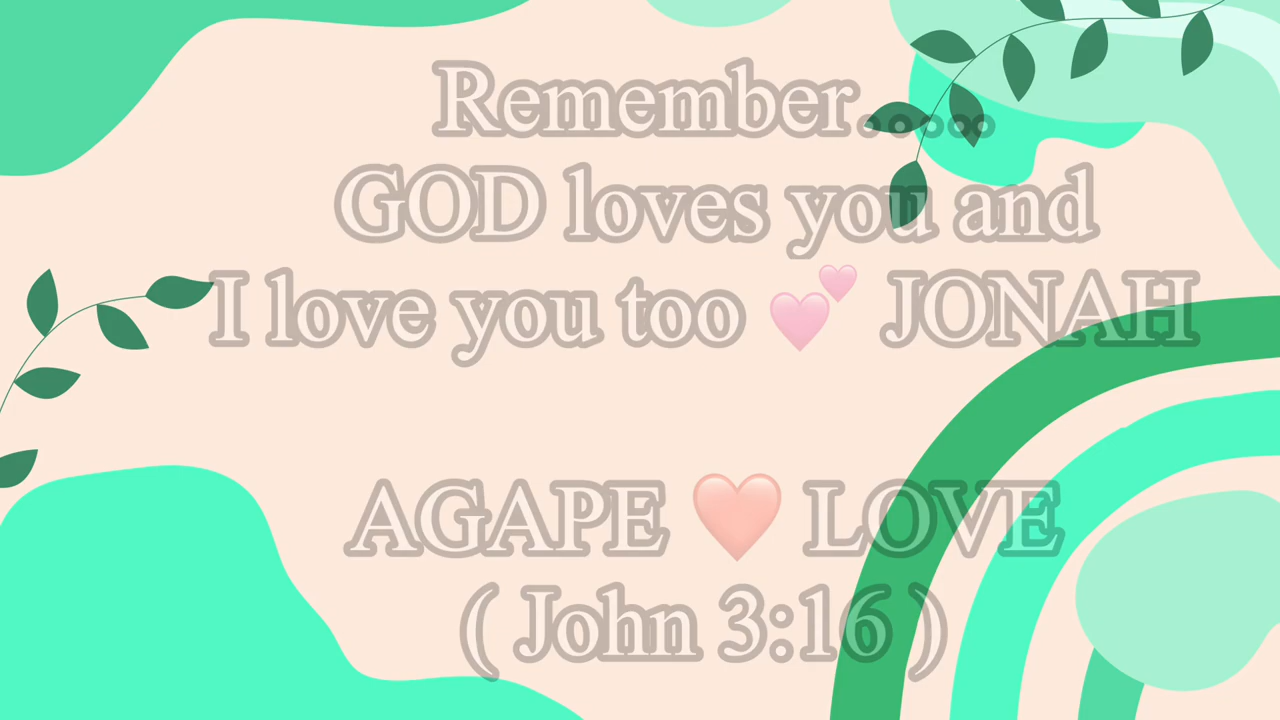 Remember......
GOD loves you and
I love you too 💕 JONAH
AGAPE ❤️ LOVE
( John 3:16 )